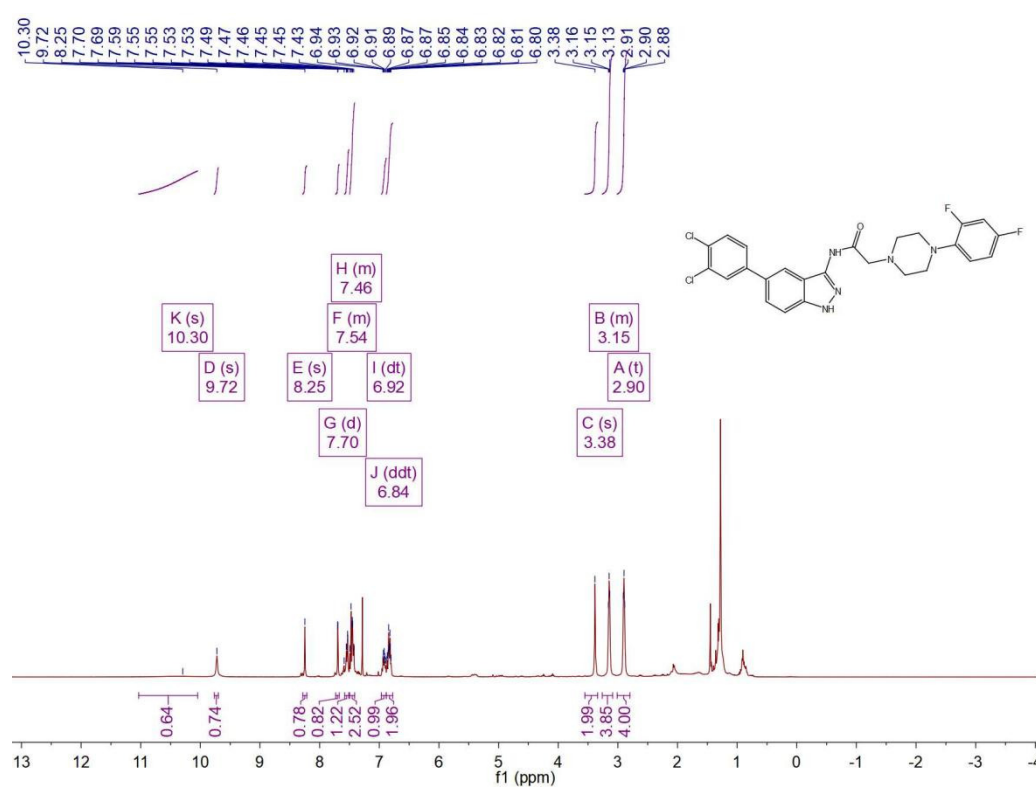 10.30 9.72 8.25 7.70 7.69 7.59 7.55 7.55 7.53 7.53 7.49 7.47 7.46 7.45 7.45 7.43 6.94 6.93 6.92 6.91 6.89 6.87 6.87 6.85 6.84 6.83 6.82 6.81 6.80 3.38 3.16 3.15 3.13 2.91 2.90 2.88
F
F
Cl
O
NH
N
N
Cl
N
NH
H (m)
7.46
K (s)
10.30
F (m)
7.54
B (m)
3.15
D (s)
9.72
E (s)
8.25
I (dt)
6.92
A (t)
2.90
G (d)
7.70
C (s)
3.38
J (ddt)
6.84
0.64 0.74 0.78 0.82 1.22 2.52 0.99 1.96 1.99 3.85 4.00
13 12 11 10 9 8 7 6 5 4 3 2 1 0 -1 -2 -3 -4
f1 (ppm)